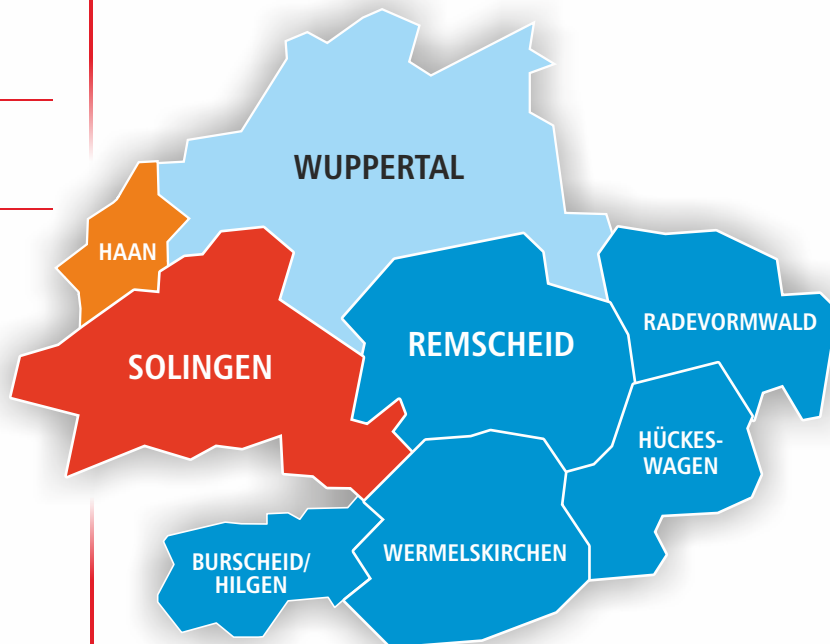 WUPPERTAL
HAAN
RADEVORMWALD
REMSCHEID
SOLINGEN
HÜCKES-
WAGEN
WERMELSKIRCHEN
BURSCHEID/
HILGEN